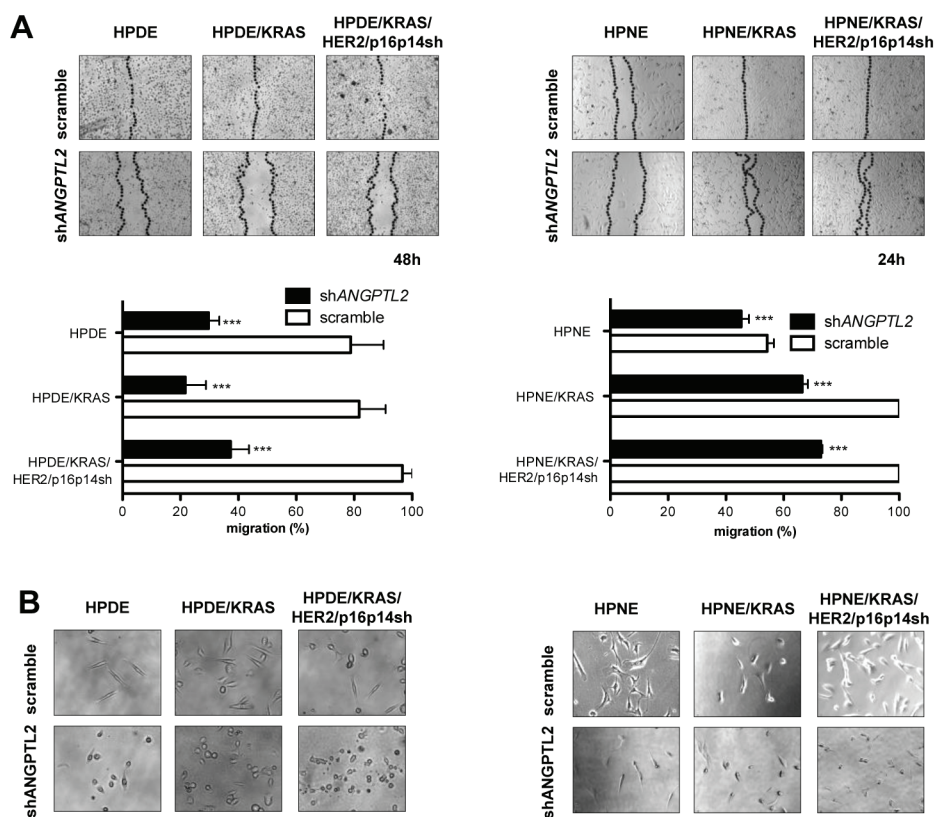 A
HPDE
HPDE/KRAS
HPDE/KRAS/
HER2/p16p14sh
scramble
shANGPTL2
48h
HPNE
HPNE/KRAS
HPNE/KRAS/
HER2/p16p14sh
scramble
shANGPTL2
24h
shANGPTL2
scramble
HPDE
***
HPDE/KRAS
***
HPDE/KRAS/
HER2/p16p14sh
***
0 20 40 60 80 100
migration (%)
shANGPTL2
scramble
HPNE
***
HPNE/KRAS
***
HPNE/KRAS/
HER2/p16p14sh
***
0 20 40 60 80 100
migration (%)
B
HPDE
HPDE/KRAS
HPDE/KRAS/
HER2/p16p14sh
scramble
shANGPTL2
HPNE
HPNE/KRAS
HPNE/KRAS/
HER2/p16p14sh
scramble
shANGPTL2